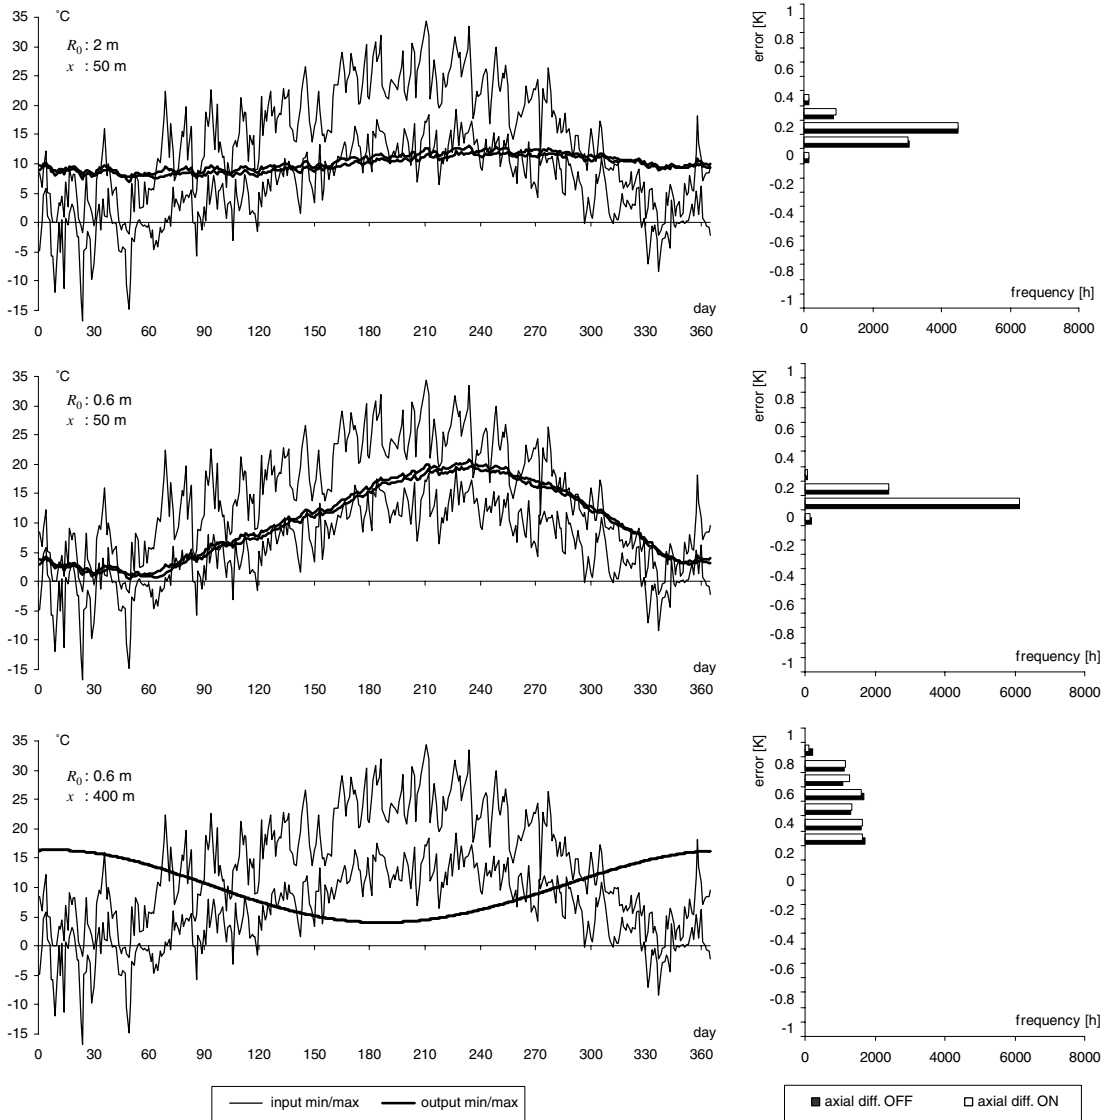 °C
R0 : 2 m
x : 50 m
35
30
25
20
15
10
5
0
-5
-10
-15
day
0 30 60 90 120 150 180 210 240 270 300 330 360
error [K]
1
0.8
0.6
0.4
0.2
0
-0.2
-0.4
-0.6
-0.8
-1
frequency [h]
0 2000 4000 6000 8000
°C
R0 : 0.6 m
x : 50 m
35
30
25
20
15
10
5
0
-5
-10
-15
day
0 30 60 90 120 150 180 210 240 270 300 330 360
error [K]
1
0.8
0.6
0.4
0.2
0
-0.2
-0.4
-0.6
-0.8
-1
frequency [h]
0 2000 4000 6000 8000
°C
R0 : 0.6 m
x : 400 m
35
30
25
20
15
10
5
0
-5
-10
-15
day
0 30 60 90 120 150 180 210 240 270 300 330 360
error [K]
1
0.8
0.6
0.4
0.2
0
-0.2
-0.4
-0.6
-0.8
-1
frequency [h]
0 2000 4000 6000 8000
input min/max output min/max
axial diff. OFF axial diff. ON